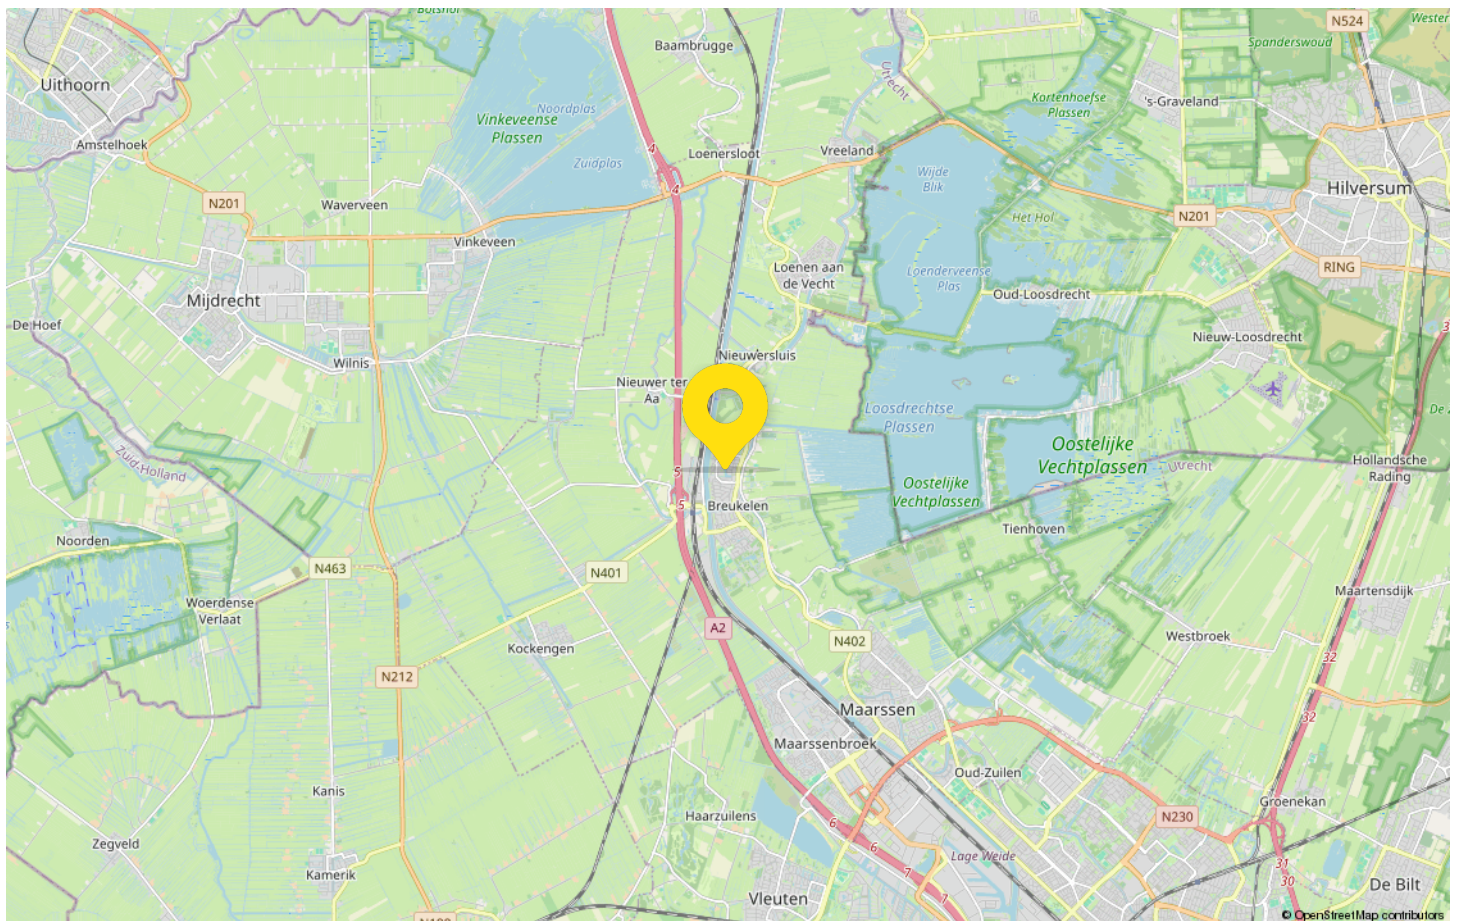 Botshol
N524
Wester
Baambrugge
Spanderswoud
Uithoorn
Utrecht
Kortenhoefse
Plassen
's-Graveland
Noordplas
Vinkeveense
Plassen
Amstelhoek
Loenersloot
Vreeland
4
Zuidplas
4
Wijde
Blik
Hilversum
N201
Waverveen
Het Hol
N201
Vinkeveen
Loenen aan
de Vecht
Loenderveense
Plas
RING
Mijdrecht
Oud-Loosdrecht
De Hoef
Nieuw-Loosdrecht
Wilnis
Nieuwersluis
Nieuwer ter
Aa
Loosdrechtse
Plassen
Oostelijke
Vechtplassen
Zuid-Holland
Utrecht
Hollandsche
Rading
5
Oostelijke
Vechtplassen
5
Breukelen
Tienhoven
Noorden
N463
N401
Woerdense
Verlaat
Maartensdijk
A2
N402
Westbroek
Kockengen
32
N212
Maarssen
32
Maarssenbroek
Oud-Zuilen
Kanis
Groenekan
Haarzuilens
N230
6
Zegveld
6
Lage Weide
31
Kamerik
7
30
De Bilt
Vleuten
7
© OpenStreetMap contributors